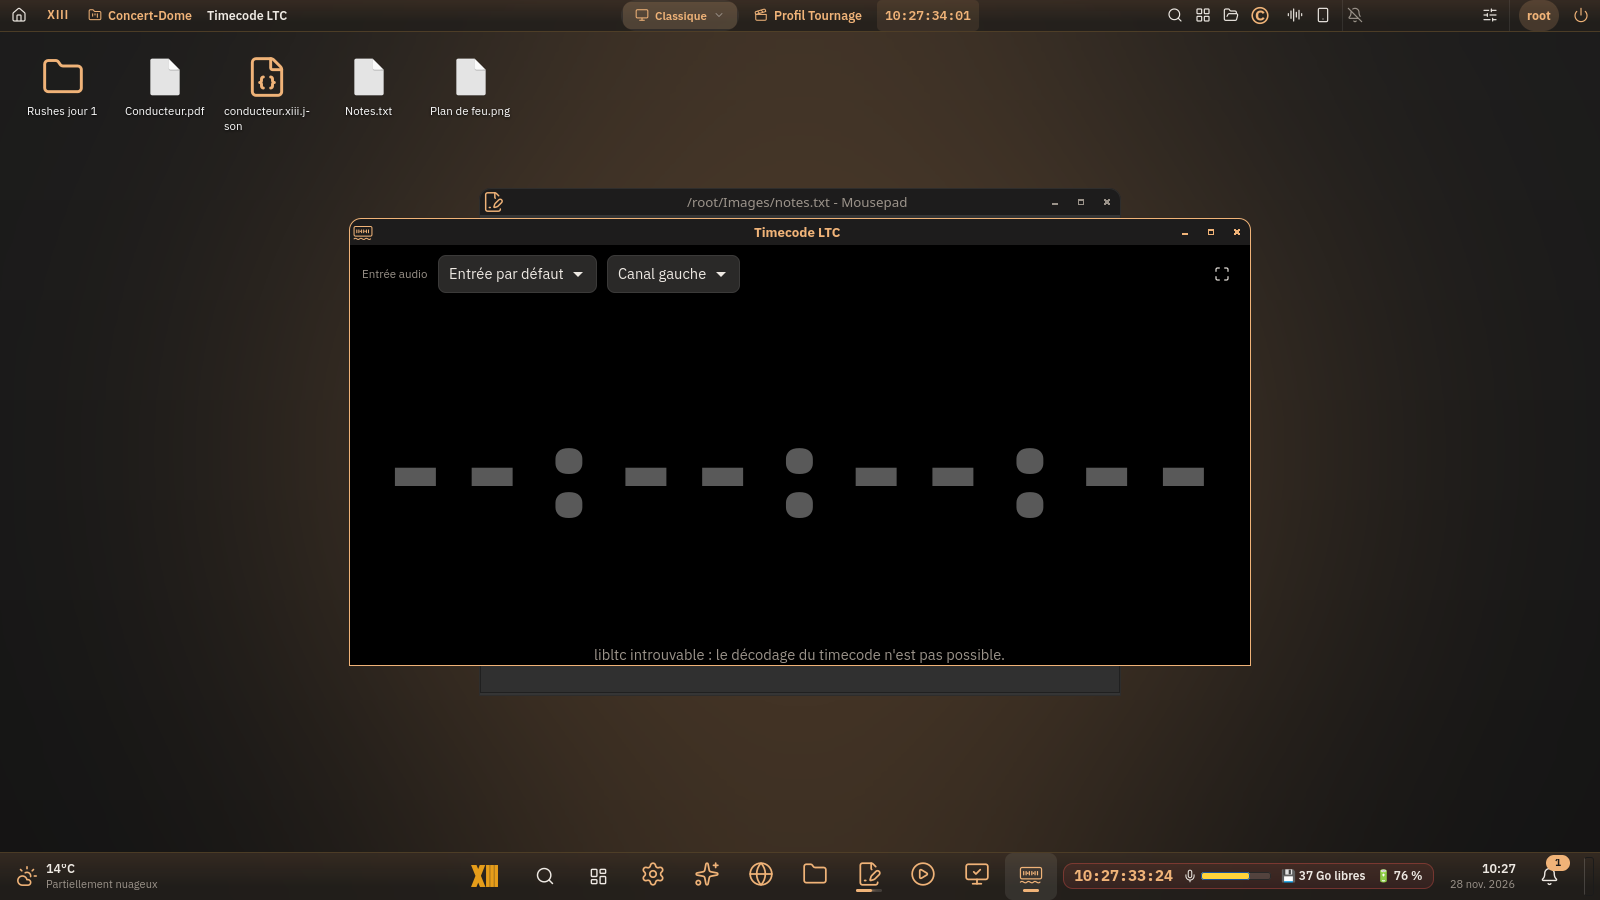 XIII
Concert-Dome
Timecode LTC
Classique
Profil Tournage
10:27:34:01
root
Rushes jour 1
Conducteur.pdf
conducteur.xiii.j-
son
Notes.txt
Plan de feu.png
/root/Images/notes.txt - Mousepad
Timecode LTC
Entrée audio
Entrée par défaut
Canal gauche
--:--:--:--
libltc introuvable : le décodage du timecode n'est pas possible.
14°C
Partiellement nuageux
XIII
10:27:33:24
37 Go libres
76 %
10:27
28 nov. 2026
1